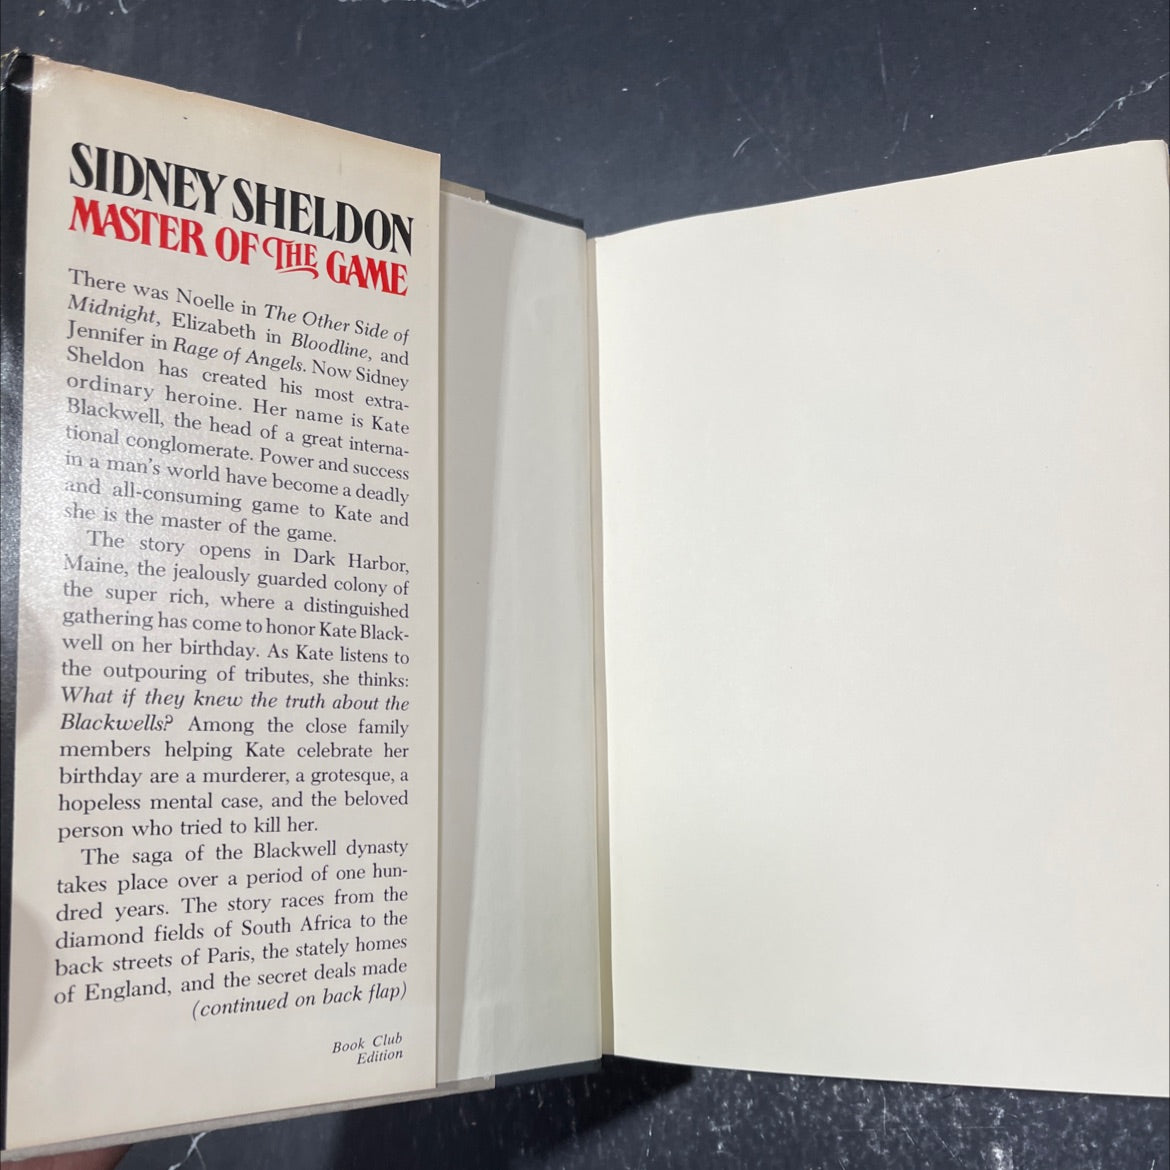 SIDNEY SHELDON
MASTER OF THE GAME
There was Noelle in The Other Side of
Midnight, Elizabeth in Bloodline, and
Jennifer in Rage of Angels. Now Sidney
Sheldon has created his most extra-
ordinary heroine. Her name is Kate
Blackwell, the head of a great interna-
tional conglomerate. Power and success
in a man's world have become a deadly
and all-consuming game to Kate and
she is the master of the game.
The story opens in Dark Harbor,
Maine, the jealously guarded colony of
the super rich, where a distinguished
gathering has come to honor Kate Black-
well on her birthday. As Kate listens to
the outpouring of tributes, she thinks:
What if they knew the truth about the
Blackwells? Among the close family
members helping Kate celebrate her
birthday are a murderer, a grotesque, a
hopeless mental case, and the beloved
person who tried to kill her.
The saga of the Blackwell dynasty
takes place over a period of one hun-
dred years. The story races from the
diamond fields of South Africa to the
back streets of Paris, the stately homes
of England, and the secret deals made
(continued on back flap)
Book Club
Edition